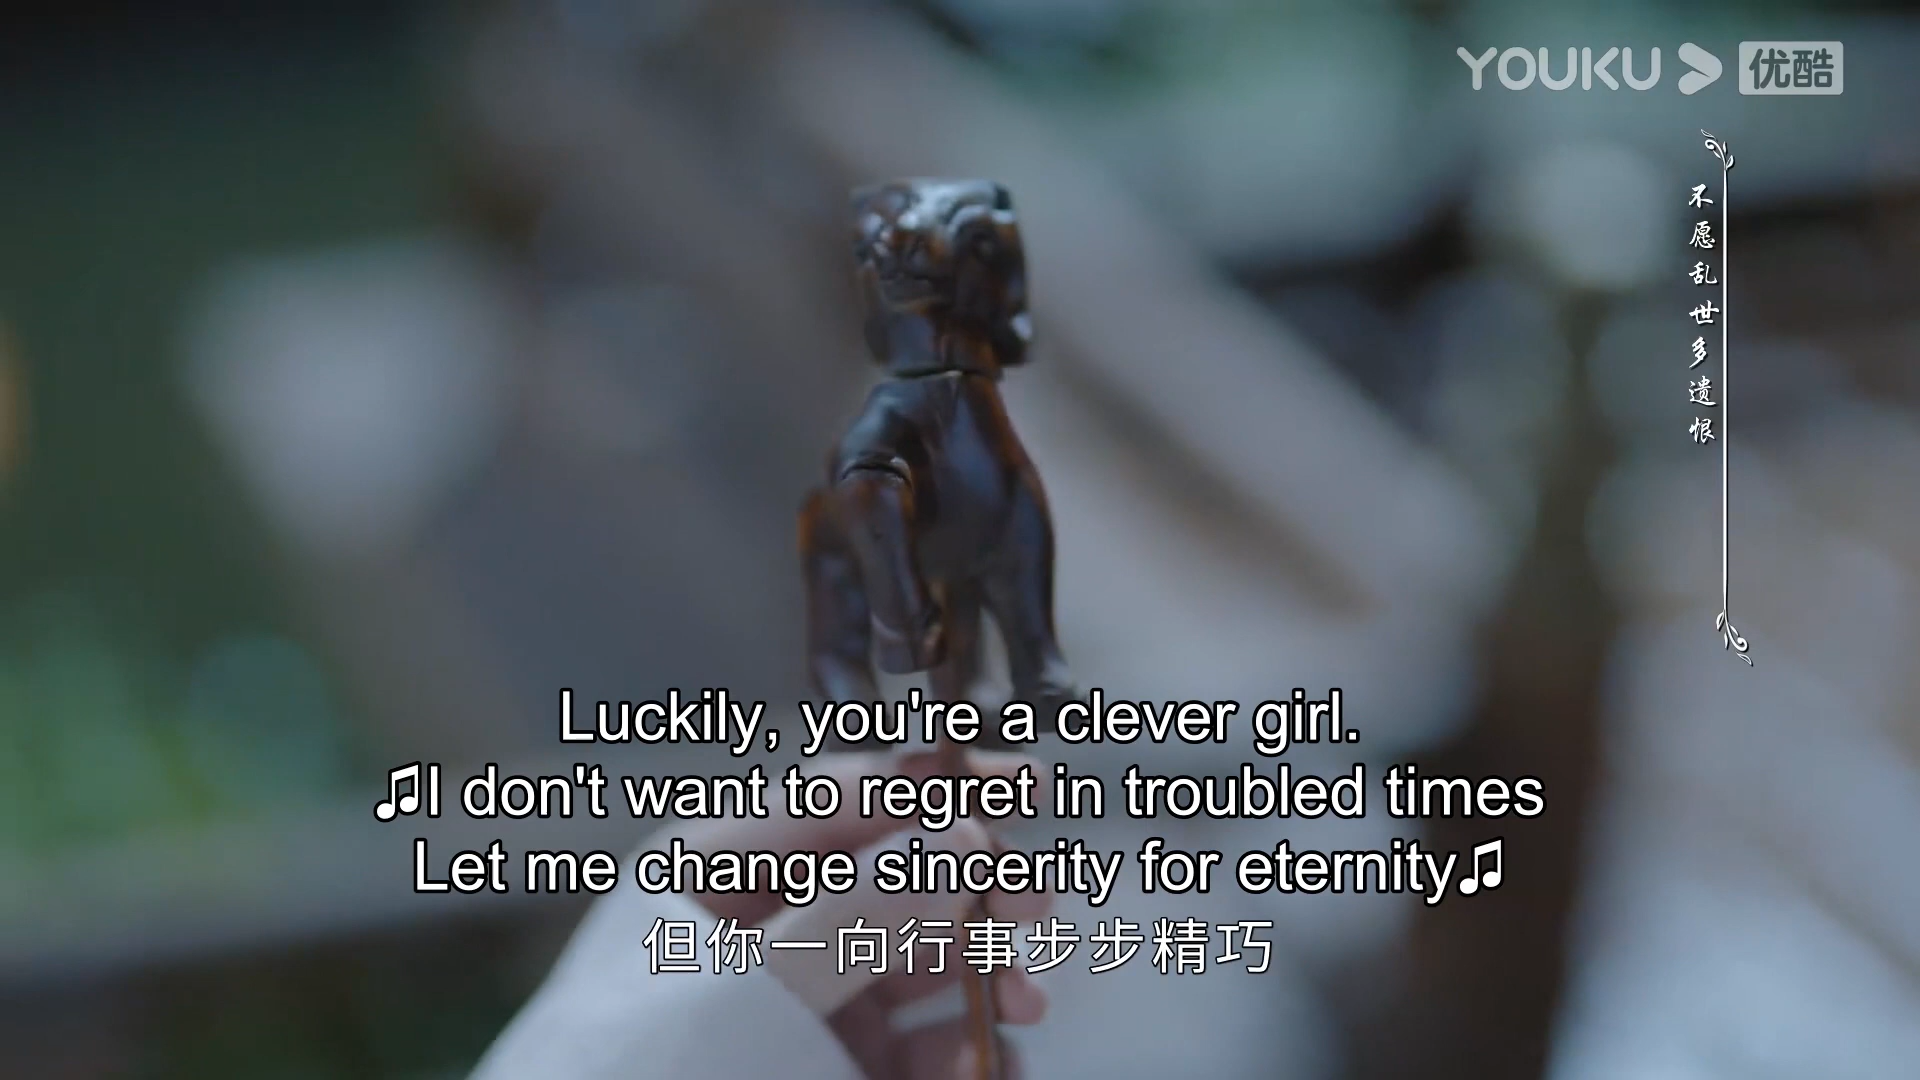 YOUKU 优酷
不愿乱世多遗恨
Luckily, you're a clever girl.
♫I don't want to regret in troubled times
Let me change sincerity for eternity♫
但你一向行事步步精巧